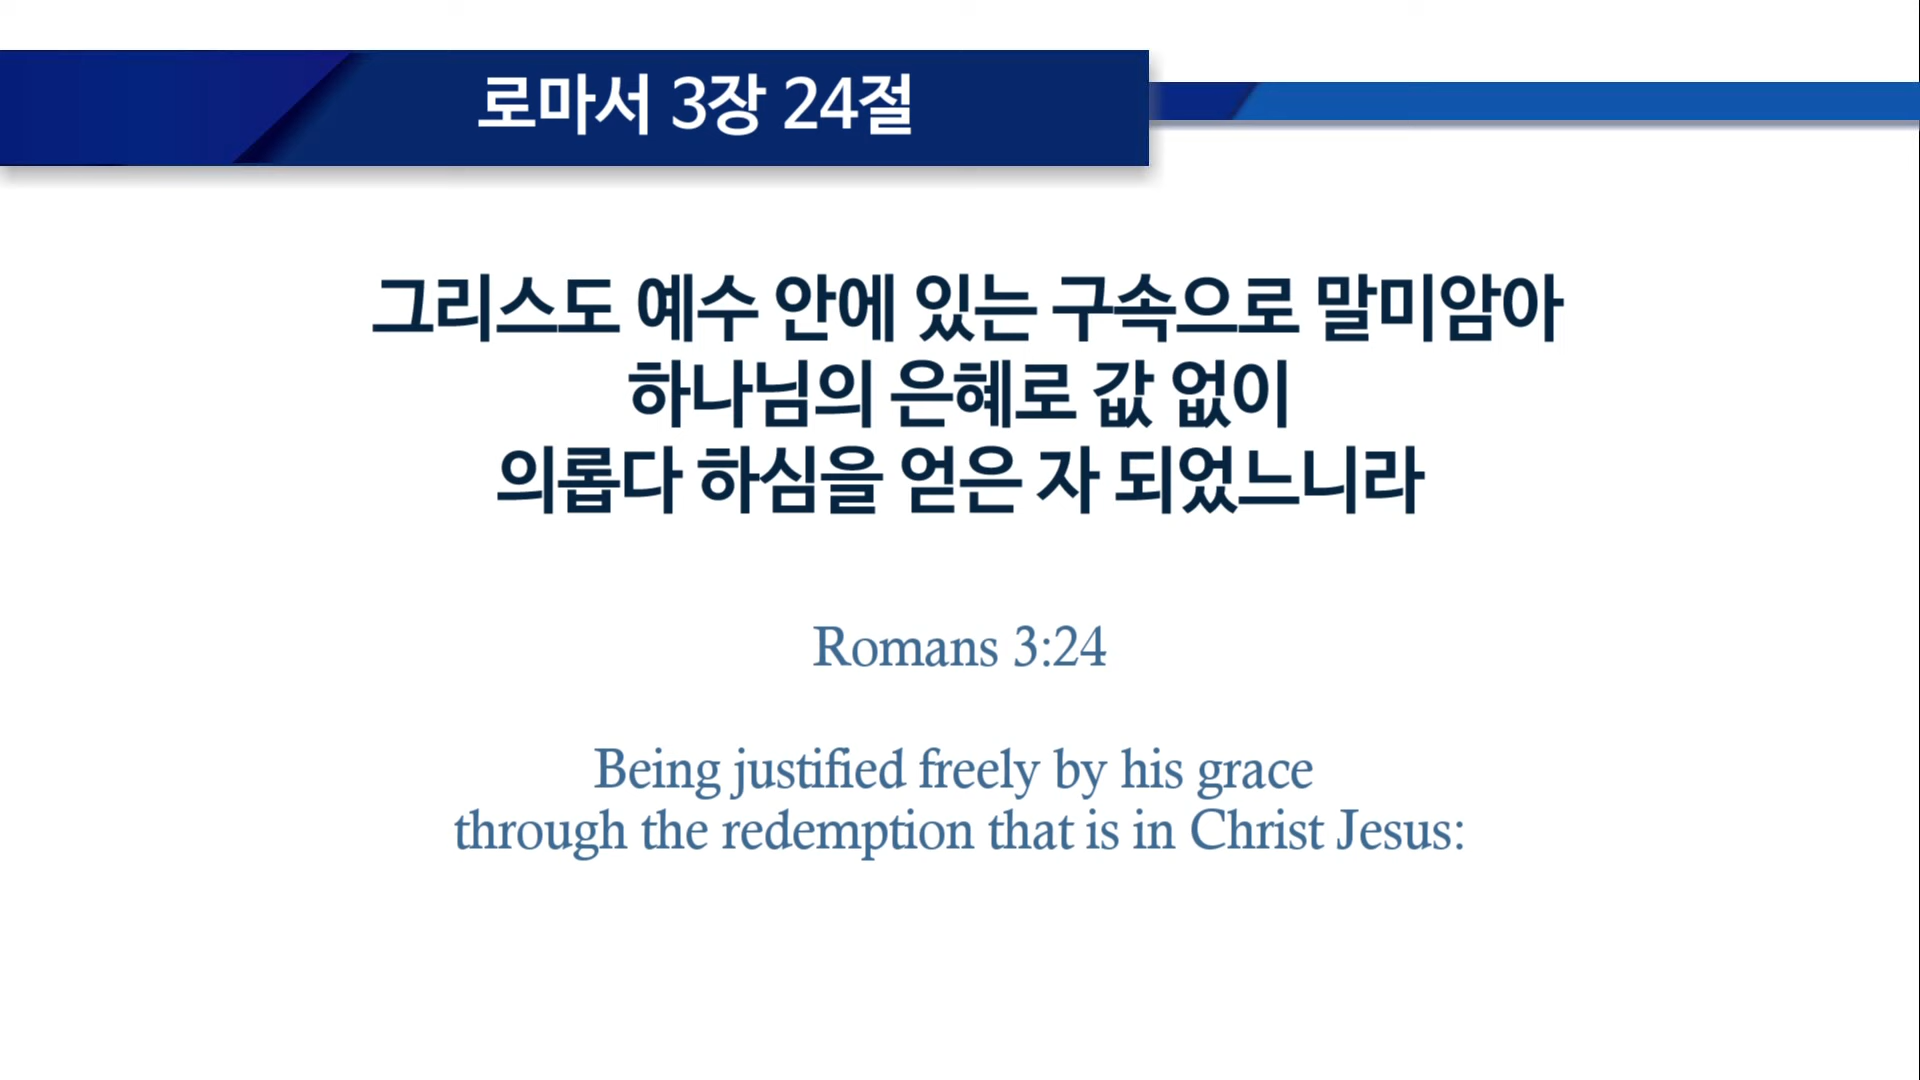 로마서 3장 24절
그리스도 예수 안에 있는 구속으로 말미암아
하나님의 은혜로 값 없이
의롭다 하심을 얻은 자 되었느니라
Romans 3:24
Being justified freely by his grace
through the redemption that is in Christ Jesus: